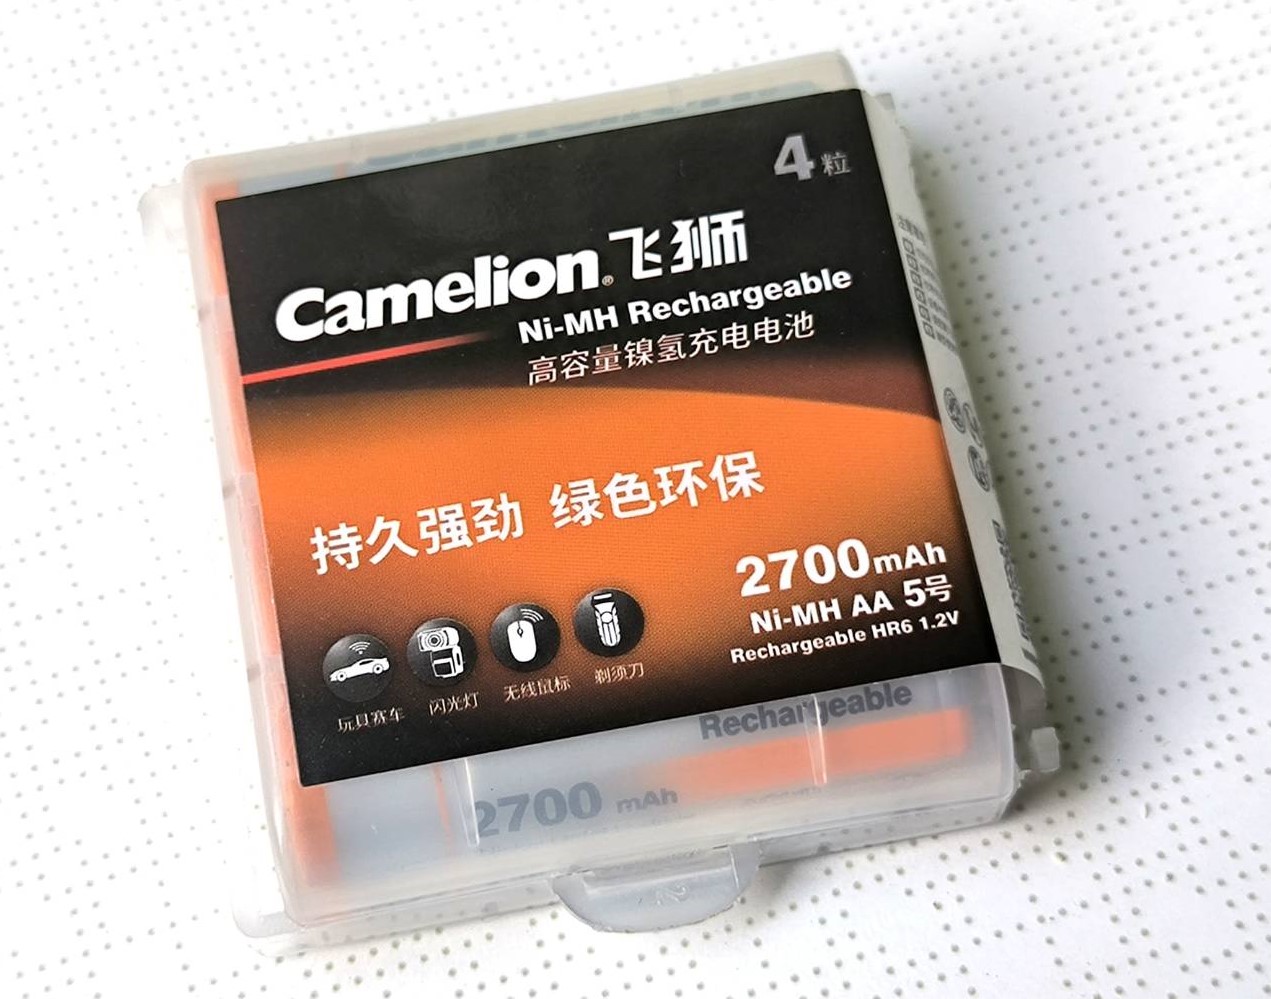 4粒
Camelion® 飞狮
Ni-MH Rechargeable
高容量镍氢充电电池
持久强劲 绿色环保
2700mAh
Ni-MH AA 5号
Rechargeable HR6 1.2V
玩具赛车 闪光灯 无线鼠标 剃须刀
Rechargeable
2700 mAh